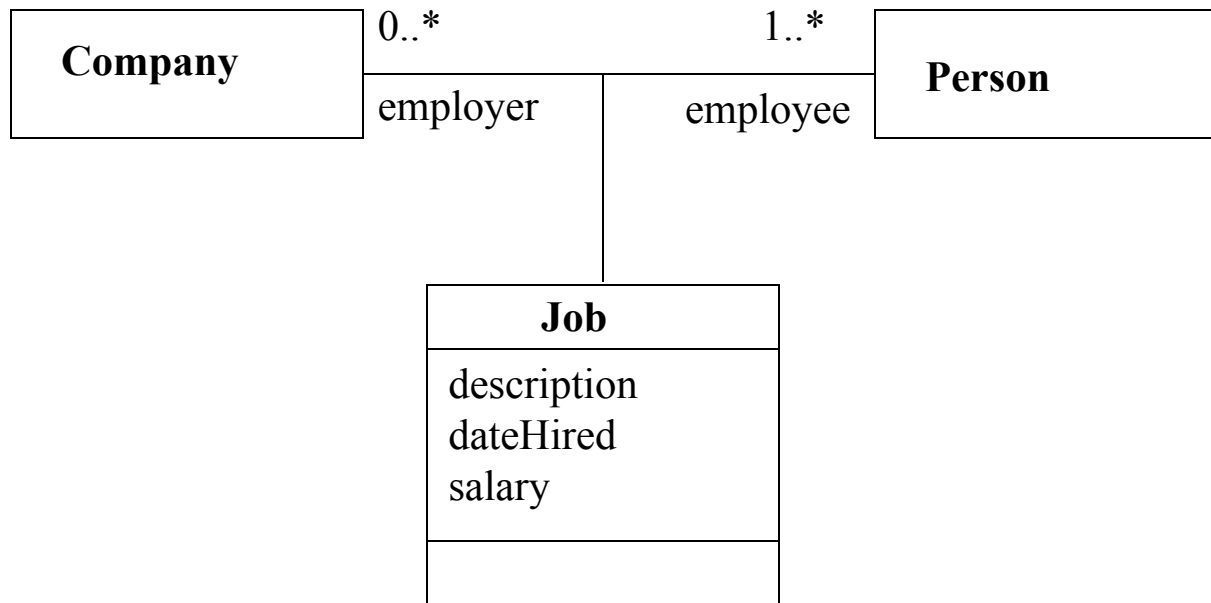 0..*
1..*
Company
Person
employer
employee
Job
description
dateHired
salary